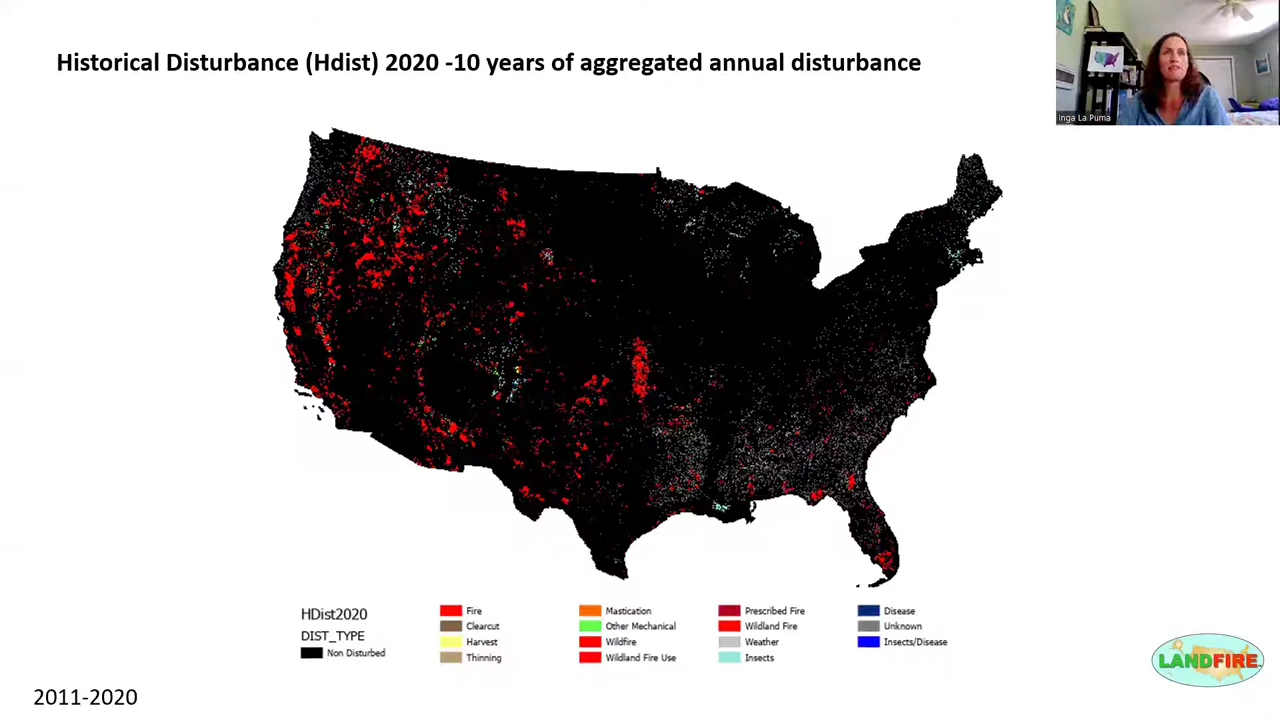 Historical Disturbance (Hdist) 2020 -10 years of aggregated annual disturbance
Inga La Puma
HDist2020
DIST_TYPE
Non Disturbed
Fire
Clearcut
Harvest
Thinning
Mastication
Other Mechanical
Wildfire
Wildland Fire Use
Prescribed Fire
Wildland Fire
Weather
Insects
Disease
Unknown
Insects/Disease
LANDFIRE
2011-2020